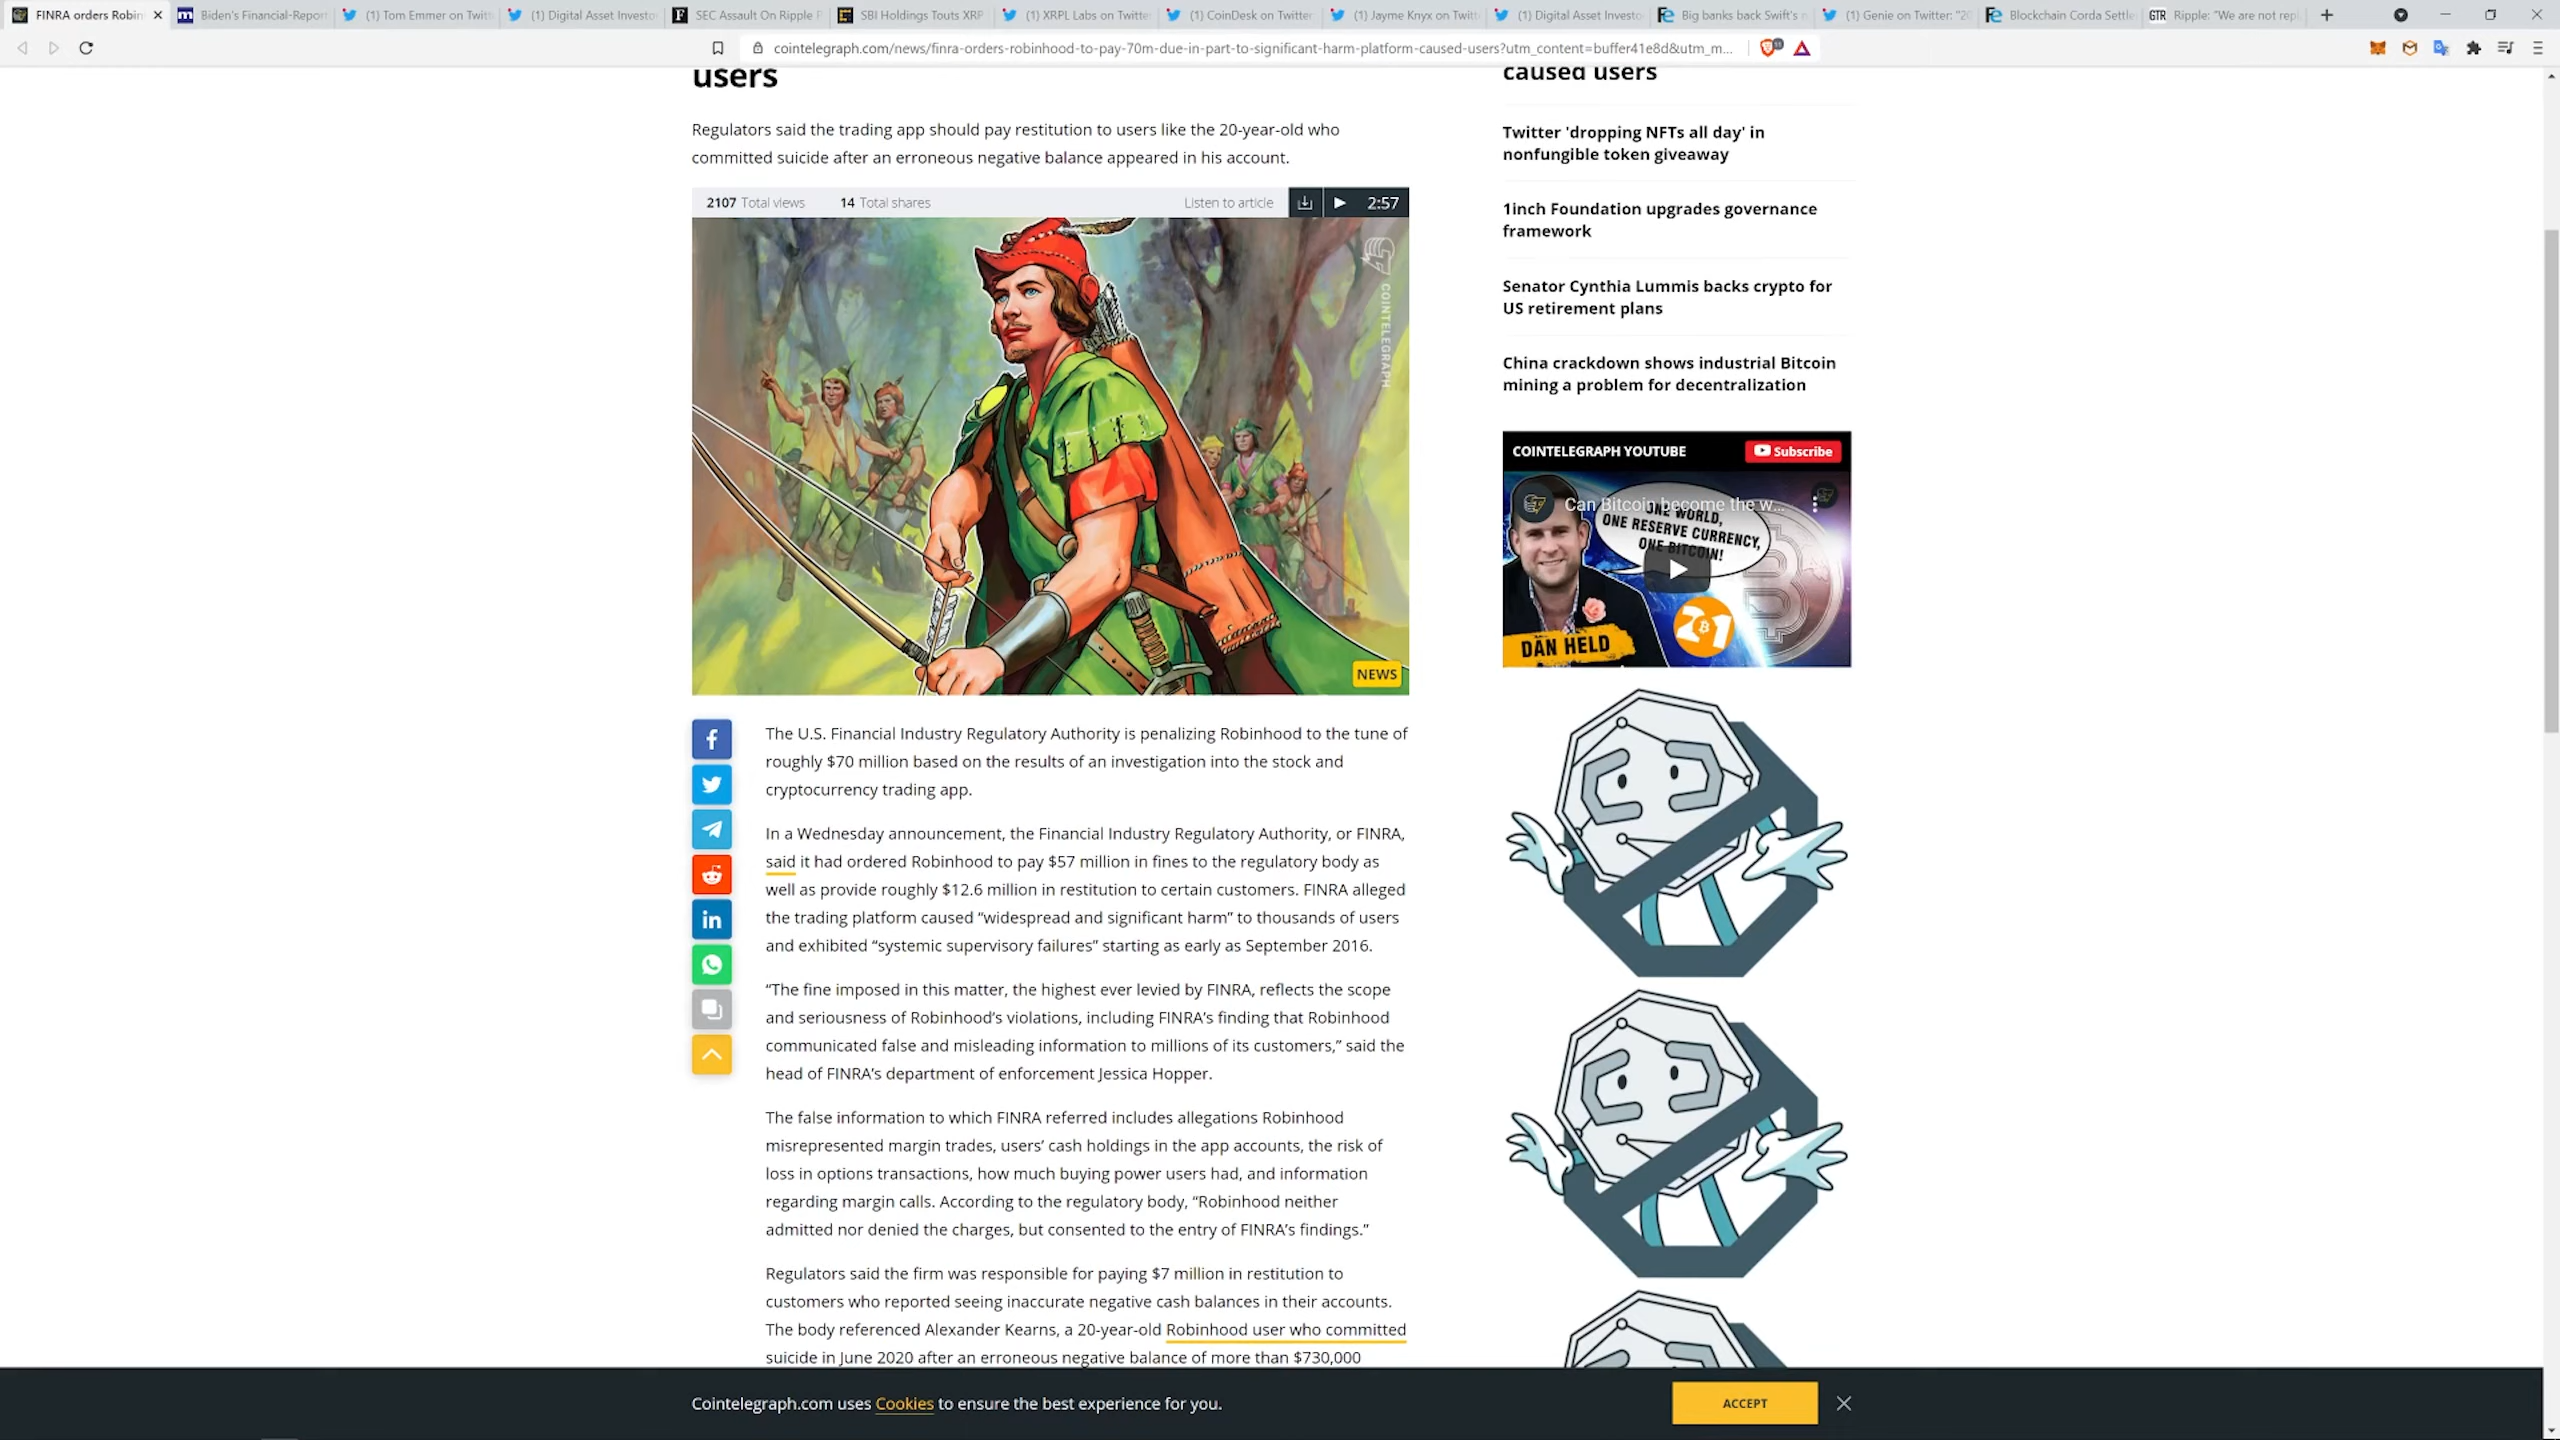 FINRA orders Robin
Biden's Financial-Report
(1) Tom Emmer on Twitt
(1) Digital Asset Investo
SEC Assault On Ripple P
SBI Holdings Touts XRP
(1) XRPL Labs on Twitte
(1) CoinDesk on Twitter
(1) Jayme Knyx on Twitt
(1) Digital Asset Investo
Big banks back Swift's n
(1) Genie on Twitter: "20
Blockchain Corda Settle
GTR Ripple: "We are not repl
cointelegraph.com/news/finra-orders-robinhood-to-pay-70m-due-in-part-to-significant-harm-platform-caused-users?utm_content=buffer41e8d&utm_m...
users
Regulators said the trading app should pay restitution to users like the 20-year-old who
committed suicide after an erroneous negative balance appeared in his account.
2107 Total views 14 Total shares Listen to article 2:57
COINTELEGRAPH
NEWS
The U.S. Financial Industry Regulatory Authority is penalizing Robinhood to the tune of
roughly $70 million based on the results of an investigation into the stock and
cryptocurrency trading app.
In a Wednesday announcement, the Financial Industry Regulatory Authority, or FINRA,
said it had ordered Robinhood to pay $57 million in fines to the regulatory body as
well as provide roughly $12.6 million in restitution to certain customers. FINRA alleged
the trading platform caused “widespread and significant harm” to thousands of users
and exhibited “systemic supervisory failures” starting as early as September 2016.
“The fine imposed in this matter, the highest ever levied by FINRA, reflects the scope
and seriousness of Robinhood’s violations, including FINRA’s finding that Robinhood
communicated false and misleading information to millions of its customers,” said the
head of FINRA’s department of enforcement Jessica Hopper.
The false information to which FINRA referred includes allegations Robinhood
misrepresented margin trades, users’ cash holdings in the app accounts, the risk of
loss in options transactions, how much buying power users had, and information
regarding margin calls. According to the regulatory body, “Robinhood neither
admitted nor denied the charges, but consented to the entry of FINRA’s findings.”
Regulators said the firm was responsible for paying $7 million in restitution to
customers who reported seeing inaccurate negative cash balances in their accounts.
The body referenced Alexander Kearns, a 20-year-old Robinhood user who committed
suicide in June 2020 after an erroneous negative balance of more than $730,000
caused users
Twitter 'dropping NFTs all day' in
nonfungible token giveaway
1inch Foundation upgrades governance
framework
Senator Cynthia Lummis backs crypto for
US retirement plans
China crackdown shows industrial Bitcoin
mining a problem for decentralization
COINTELEGRAPH YOUTUBE Subscribe
Can Bitcoin become the w...
ONE WORLD,
ONE RESERVE CURRENCY,
ONE BITCOIN!
DAN HELD
21
Cointelegraph.com uses Cookies to ensure the best experience for you.
ACCEPT